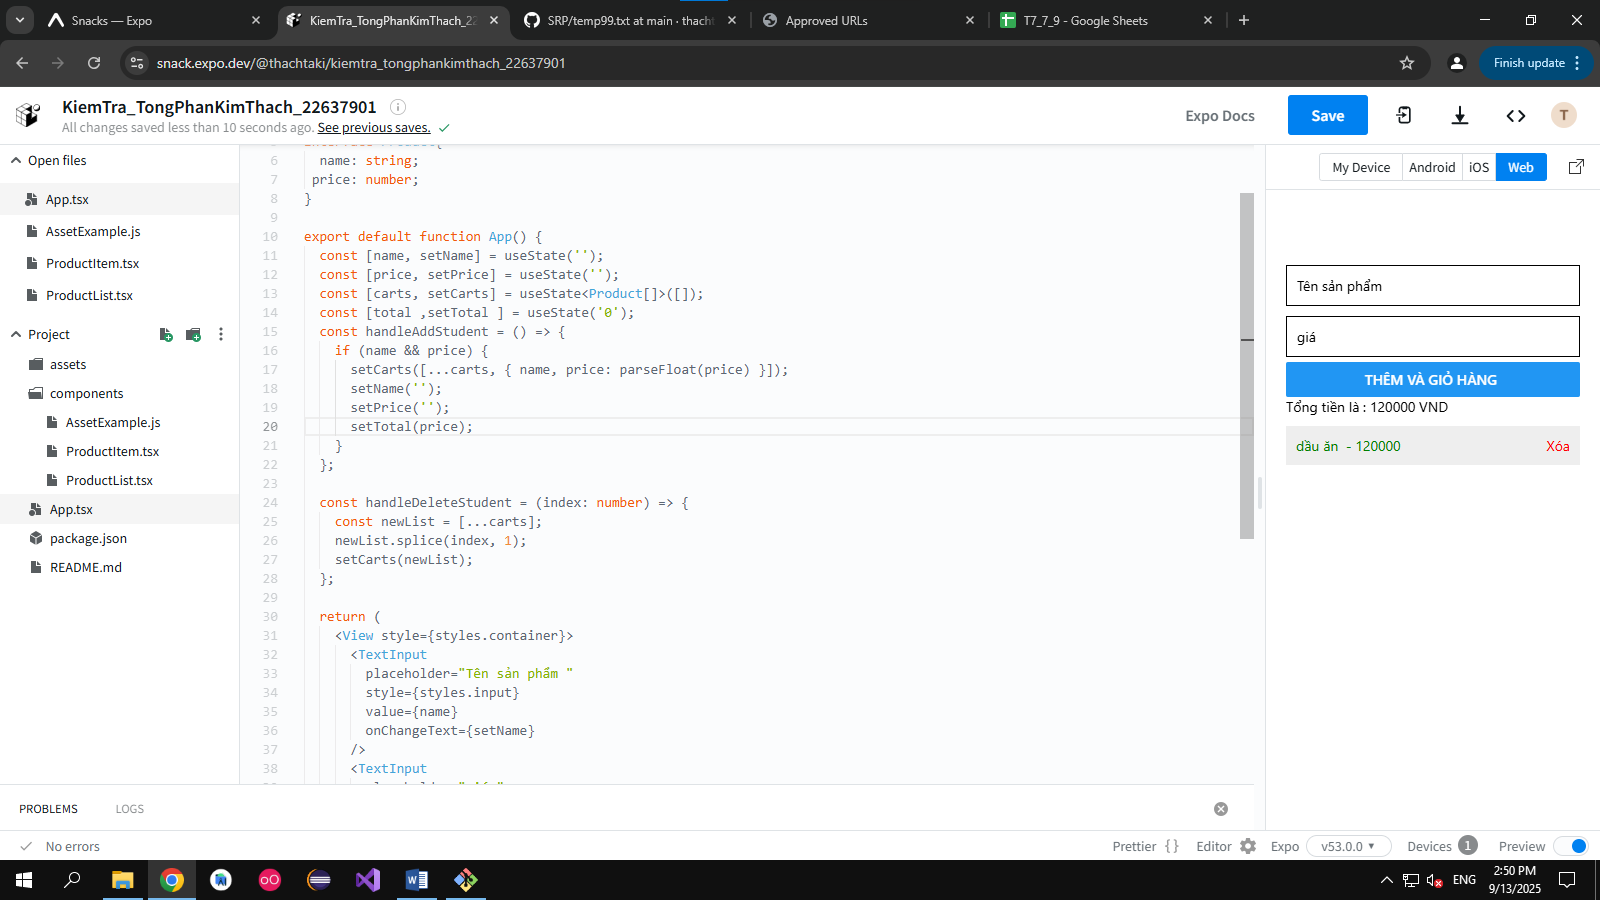 Snacks — Expo
KiemTra_TongPhanKimThach_22
SRP/temp99.txt at main · thacht
Approved URLs
T7_7_9 - Google Sheets
snack.expo.dev/@thachtaki/kiemtra_tongphankimthach_22637901
Finish update
KiemTra_TongPhanKimThach_22637901
All changes saved less than 10 seconds ago. See previous saves.
Expo Docs
Save
T
Open files
App.tsx
AssetExample.js
ProductItem.tsx
ProductList.tsx
Project
assets
components
AssetExample.js
ProductItem.tsx
ProductList.tsx
App.tsx
package.json
README.md
6 name: string;
7 price: number;
8 }
9
10 export default function App() {
11 const [name, setName] = useState('');
12 const [price, setPrice] = useState('');
13 const [carts, setCarts] = useState<Product[]>([]);
14 const [total ,setTotal ] = useState('0');
15 const handleAddStudent = () => {
16 if (name && price) {
17 setCarts([...carts, { name, price: parseFloat(price) }]);
18 setName('');
19 setPrice('');
20 setTotal(price);
21 }
22 };
23
24 const handleDeleteStudent = (index: number) => {
25 const newList = [...carts];
26 newList.splice(index, 1);
27 setCarts(newList);
28 };
29
30 return (
31 <View style={styles.container}>
32 <TextInput
33 placeholder="Tên sản phẩm "
34 style={styles.input}
35 value={name}
36 onChangeText={setName}
37 />
38 <TextInput
My Device
Android
iOS
Web
Tên sản phẩm
giá
THÊM VÀ GIỎ HÀNG
Tổng tiền là : 120000 VND
dầu ăn - 120000
Xóa
PROBLEMS
LOGS
No errors
Prettier { }
Editor
Expo
v53.0.0
Devices
1
Preview
ENG
2:50 PM
9/13/2025